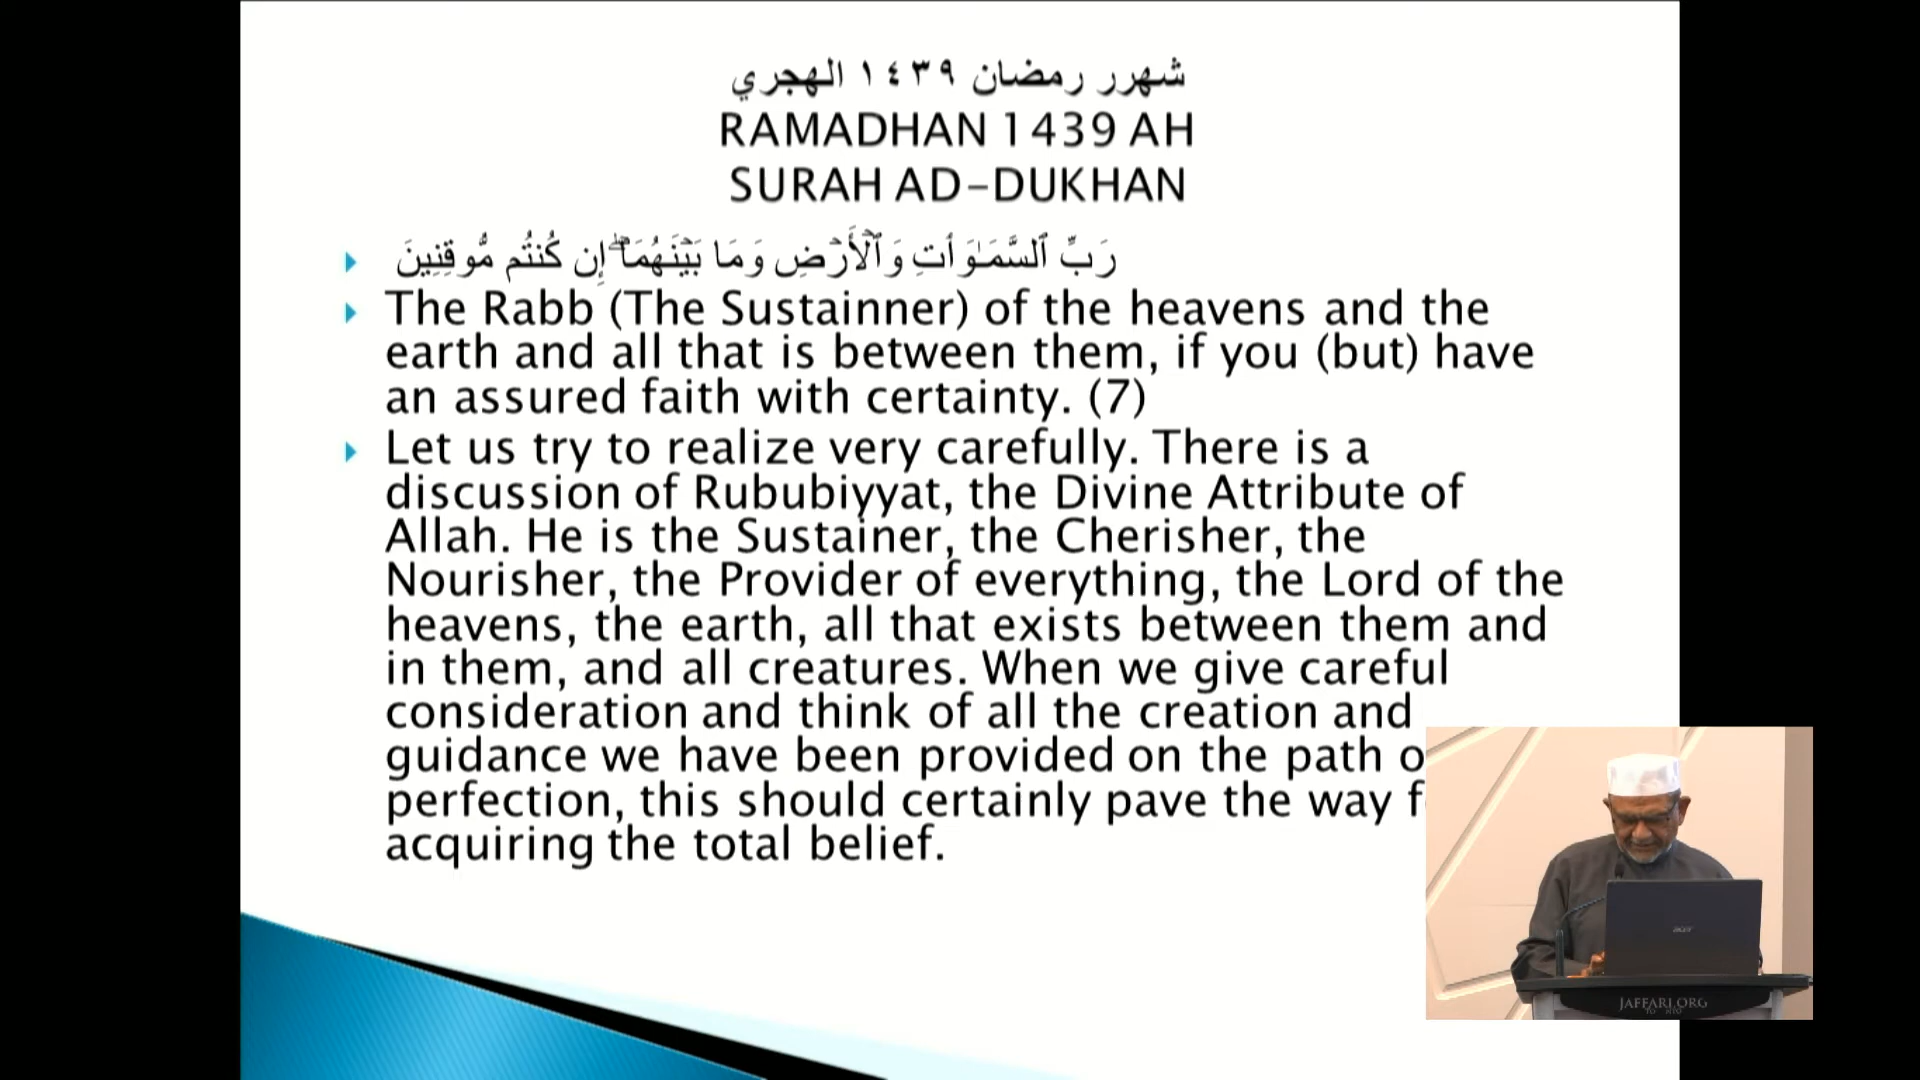 شهرر رمضان ١٤٣٩ الهجري
RAMADHAN 1439 AH
SURAH AD-DUKHAN
رَبِّ ٱلسَّمَـٰوَٲتِ وَٱلۡأَرۡضِ وَمَا بَيۡنَهُمَآ‌ۖ إِن كُنتُم مُّوقِنِينَ
The Rabb (The Sustainner) of the heavens and the
earth and all that is between them, if you (but) have
an assured faith with certainty. (7)
Let us try to realize very carefully. There is a
discussion of Rububiyyat, the Divine Attribute of
Allah. He is the Sustainer, the Cherisher, the
Nourisher, the Provider of everything, the Lord of the
heavens, the earth, all that exists between them and
in them, and all creatures. When we give careful
consideration and think of all the creation and
guidance we have been provided on the path
perfection, this should certainly pave the way
acquiring the total belief.
acer
JAFFARI.ORG